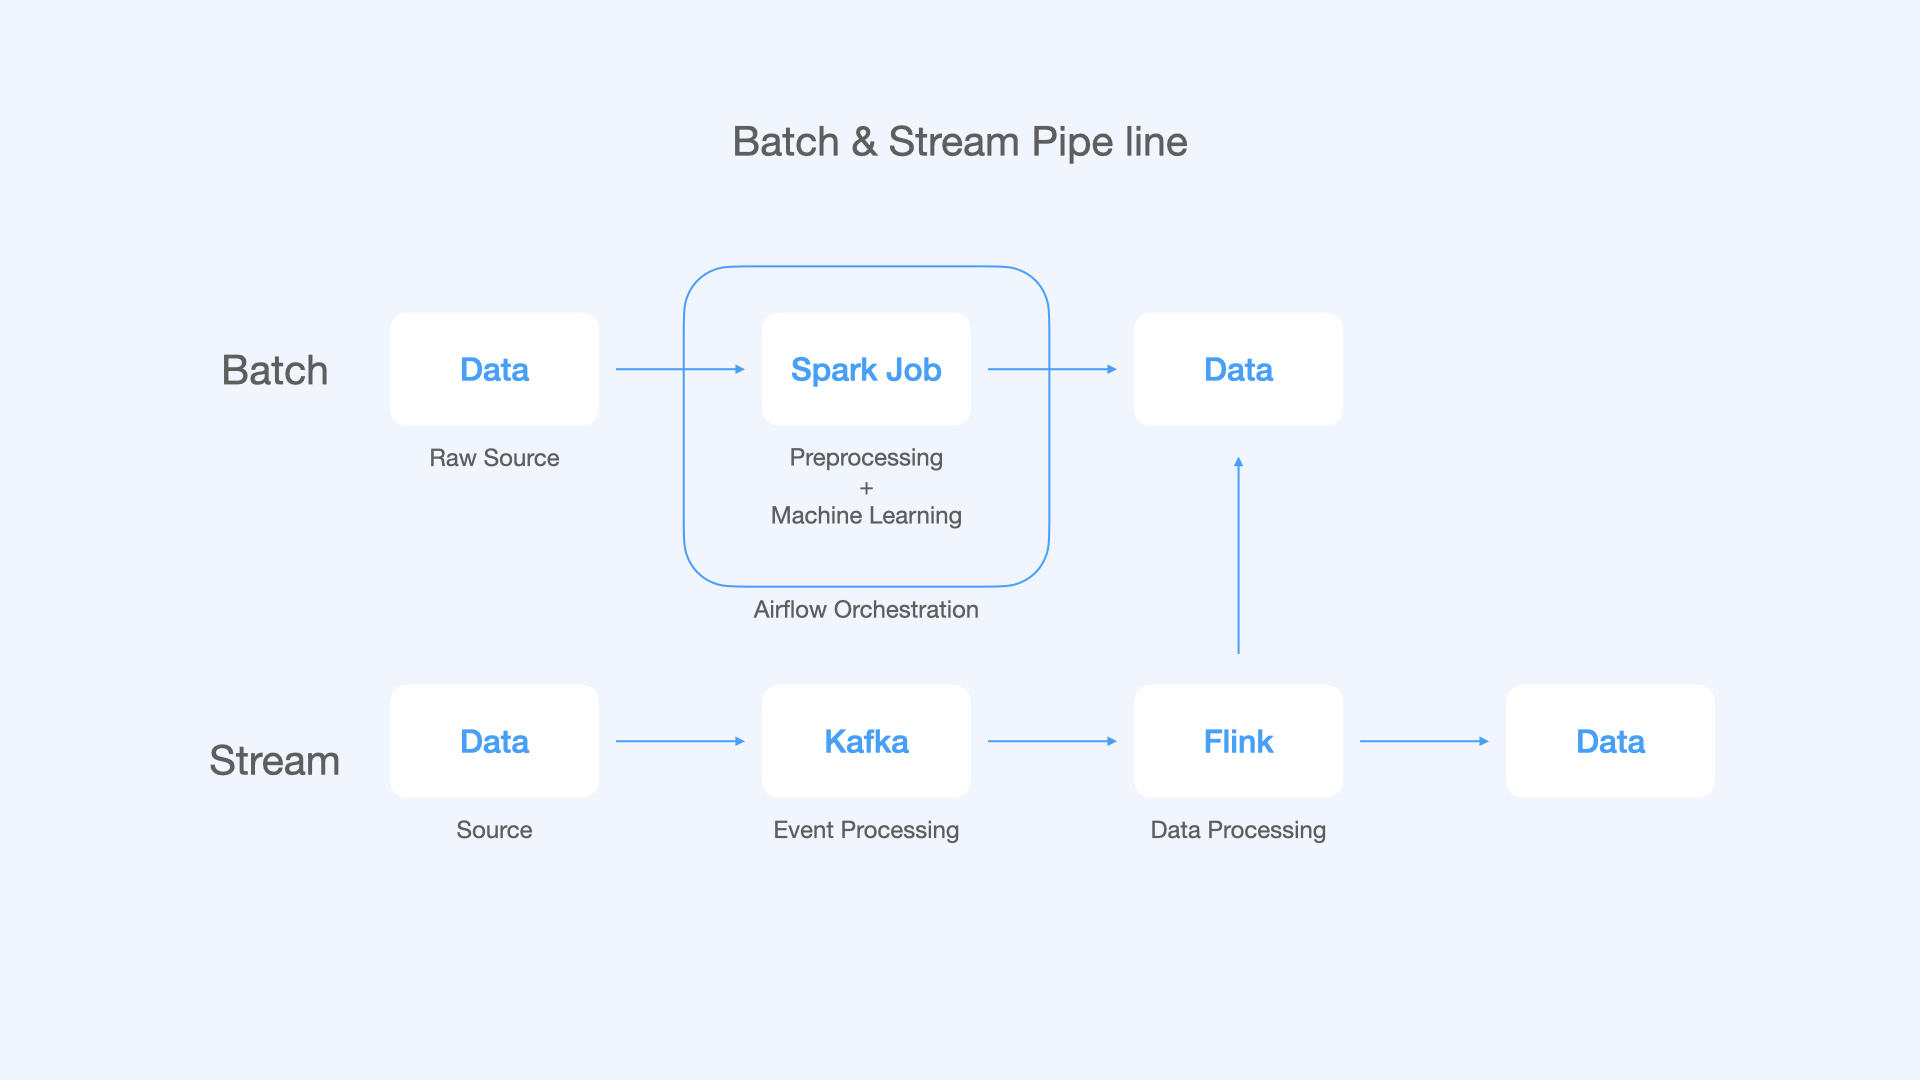 Batch & Stream Pipe line
Batch
Data
Spark Job
Data
Raw Source
Preprocessing
+
Machine Learning
Airflow Orchestration
Stream
Data
Kafka
Flink
Data
Source
Event Processing
Data Processing